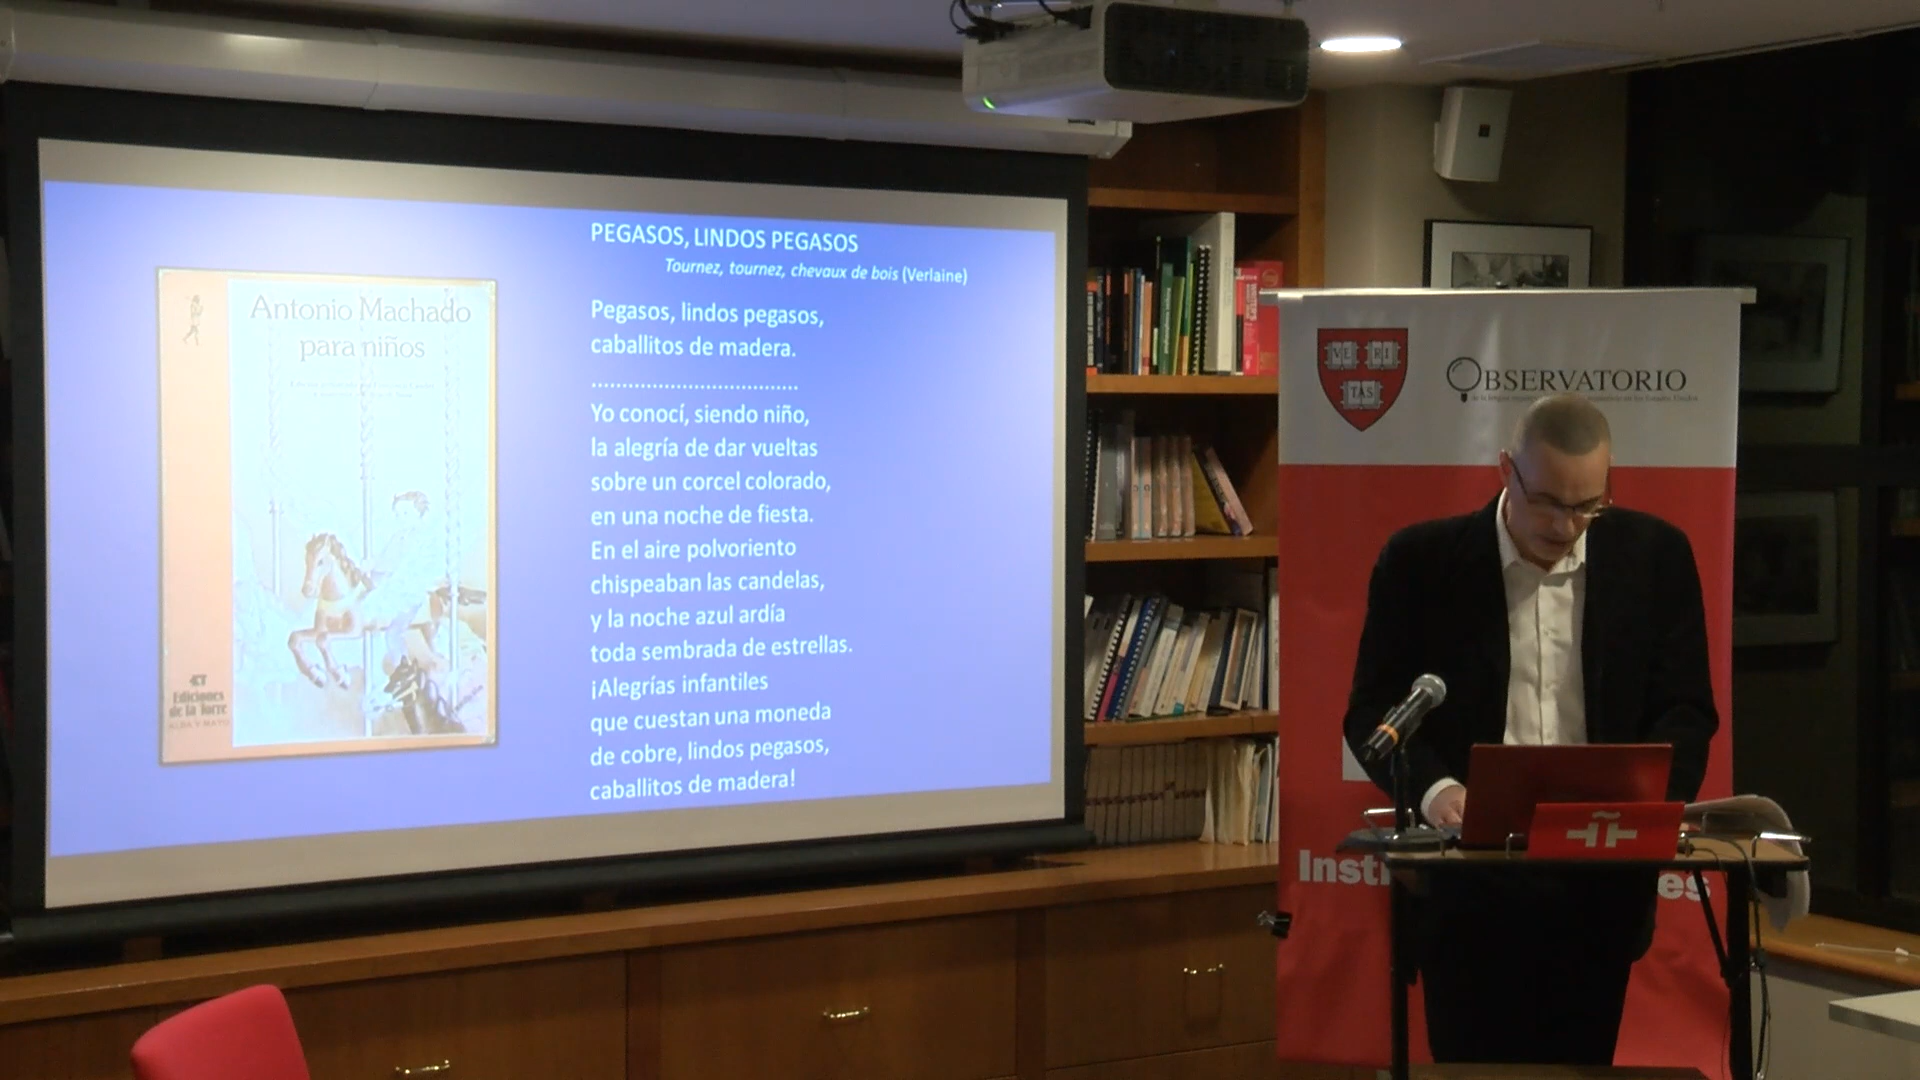 PEGASOS, LINDOS PEGASOS
Tournez, tournez, chevaux de bois (Verlaine)
Pegasos, lindos pegasos,
caballitos de madera.
..................................
Yo conocí, siendo niño,
la alegría de dar vueltas
sobre un corcel colorado,
en una noche de fiesta.
En el aire polvoriento
chispeaban las candelas,
y la noche azul ardía
toda sembrada de estrellas.
¡Alegrías infantiles
que cuestan una moneda
de cobre, lindos pegasos,
caballitos de madera!
Antonio Machado
para niños
Ediciones
de la Torre
ALBA Y MAYO
VE RI
TAS
OBSERVATORIO
Ñ